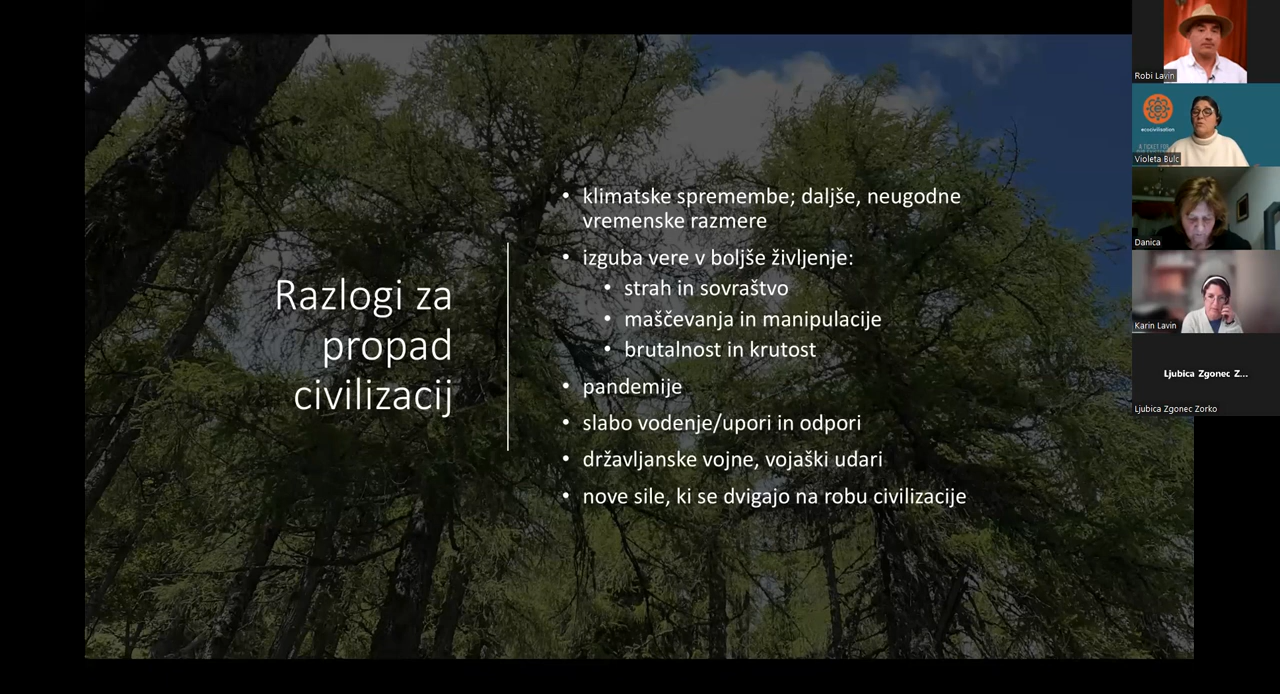 Razlogi za
propad
civilizacij
• klimatske spremembe; daljše, neugodne
vremenske razmere
• izguba vere v boljše življenje:
• strah in sovraštvo
• maščevanja in manipulacije
• brutalnost in krutost
• pandemije
• slabo vodenje/upori in odpori
• državljanske vojne, vojaški udari
• nove sile, ki se dvigajo na robu civilizacije
Robi Lavin
ecocivilisation
A TICKET FOR
Violeta Bulc
Danica
Karin Lavin
Ljubica Zgonec Z...
Ljubica Zgonec Zorko